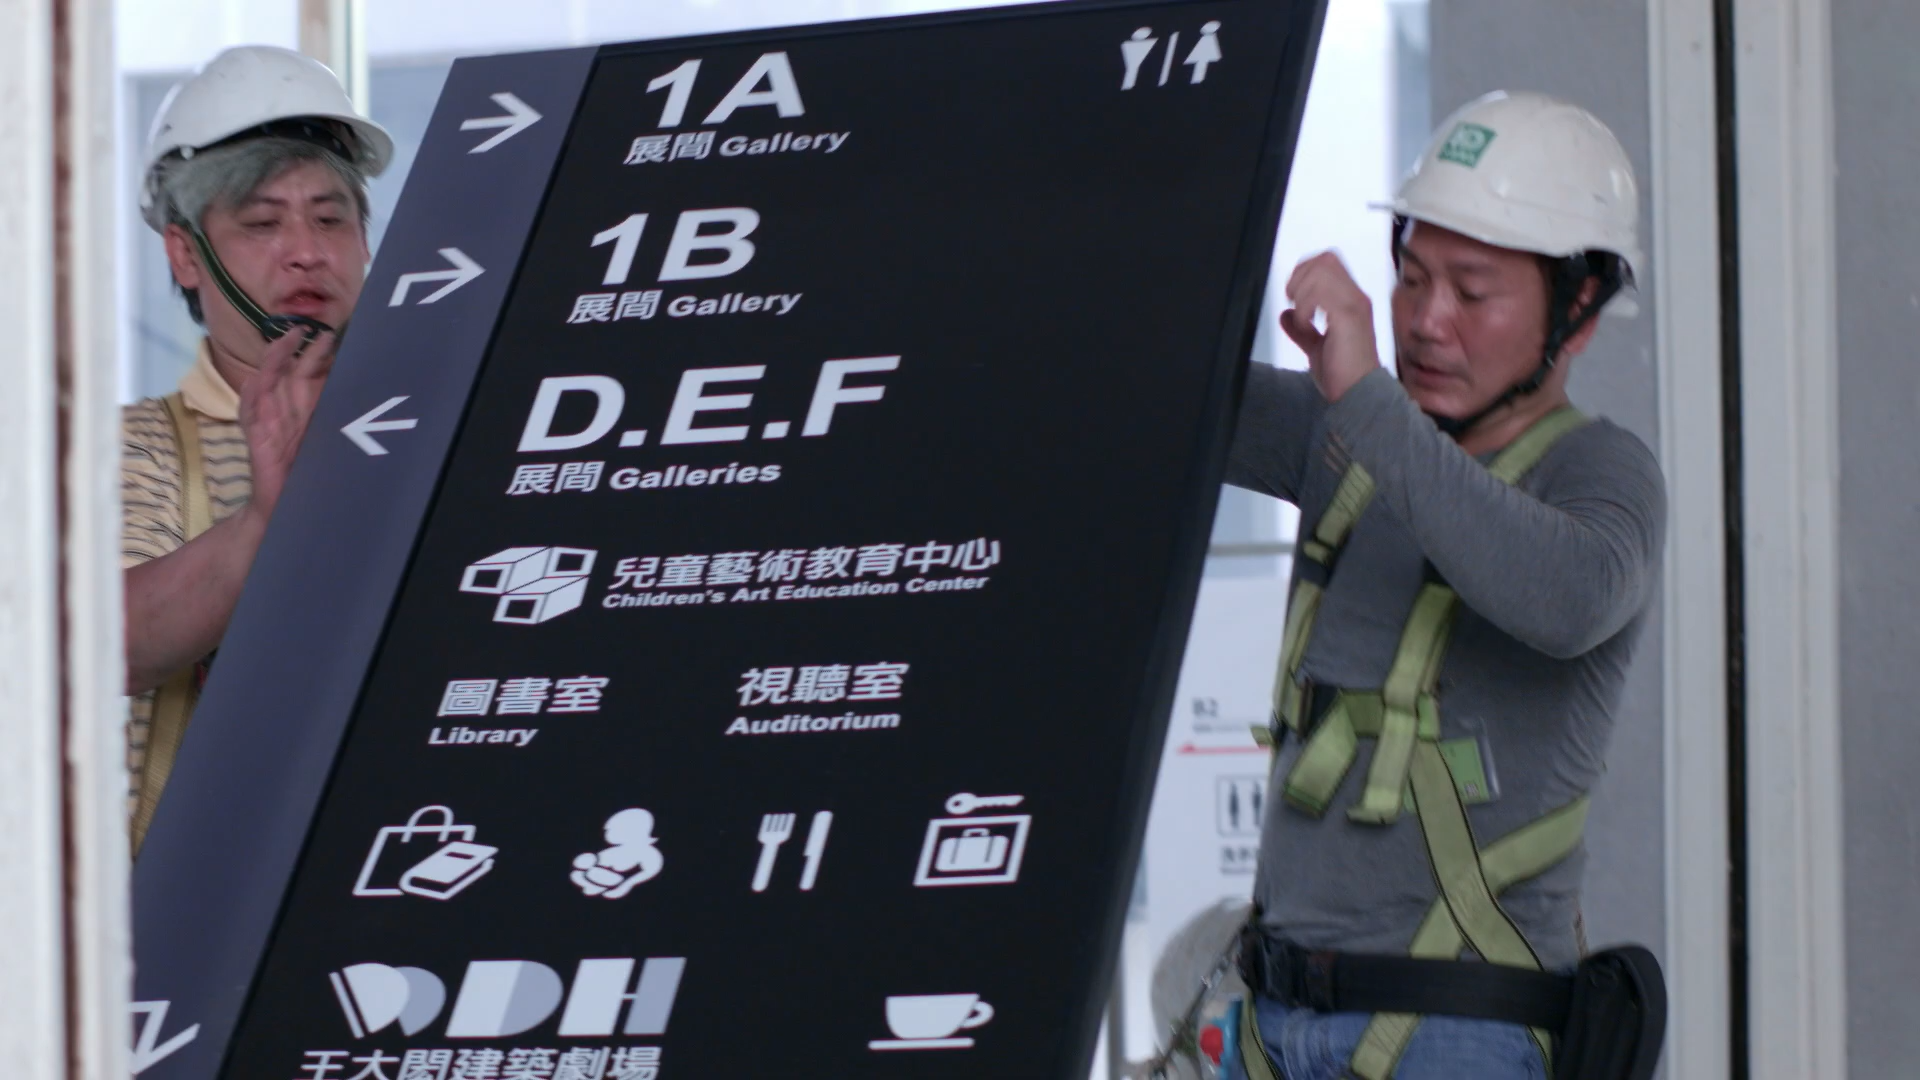 1A
展間 Gallery
1B
展間 Gallery
D.E.F
展間 Galleries
兒童藝術教育中心
Children's Art Education Center
圖書室
Library
視聽室
Auditorium
DDH
王大閎建築劇場
B2